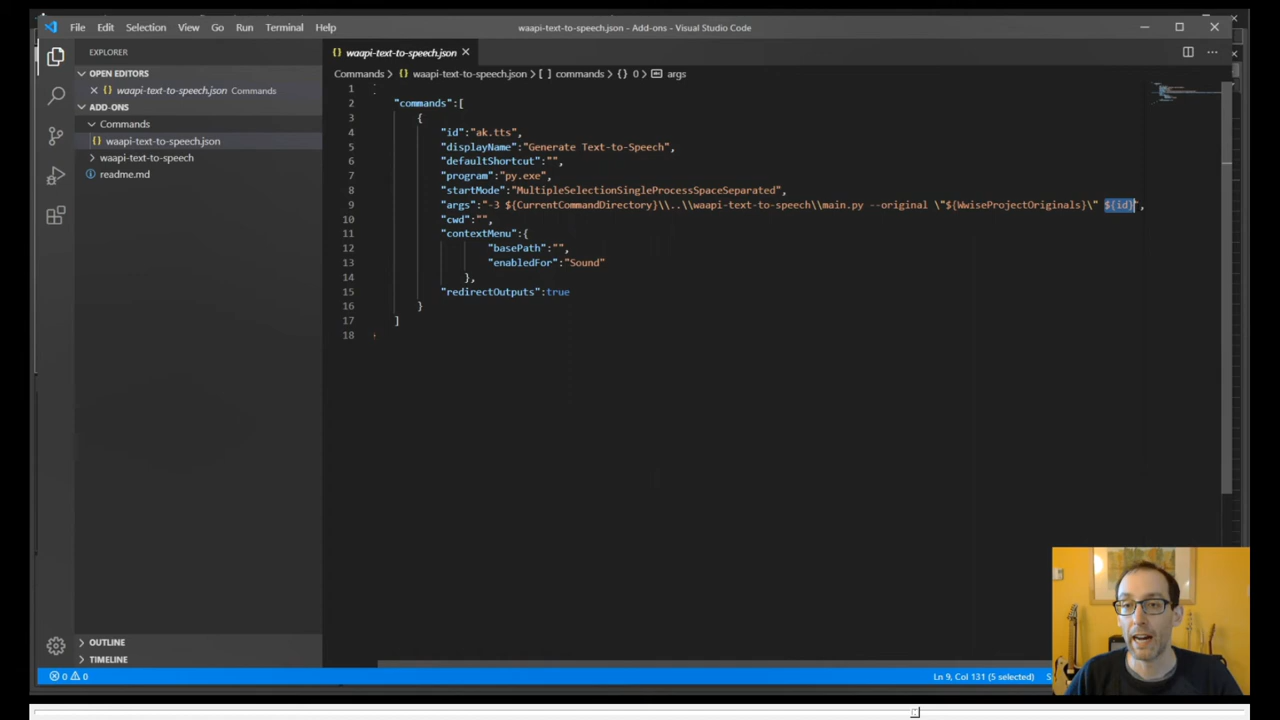 File Edit Selection View Go Run Terminal Help
waapi-text-to-speech.json - Add-ons - Visual Studio Code
EXPLORER
OPEN EDITORS
waapi-text-to-speech.json Commands
ADD-ONS
Commands
waapi-text-to-speech.json
waapi-text-to-speech
readme.md
OUTLINE
TIMELINE
{} waapi-text-to-speech.json
Commands > {} waapi-text-to-speech.json > [ ] commands > {} 0 > args
1
2 "commands":[
3 {
4 "id":"ak.tts",
5 "displayName":"Generate Text-to-Speech",
6 "defaultShortcut":"",
7 "program":"py.exe",
8 "startMode":"MultipleSelectionSingleProcessSpaceSeparated",
9 "args":"-3 ${CurrentCommandDirectory}\\..\\waapi-text-to-speech\\main.py --original \"${WwiseProjectOriginals}\" ${id}",
10 "cwd":"",
11 "contextMenu":{
12 "basePath":"",
13 "enabledFor":"Sound"
14 },
15 "redirectOutputs":true
16 }
17 ]
18
0 0
Ln 9, Col 131 (5 selected)